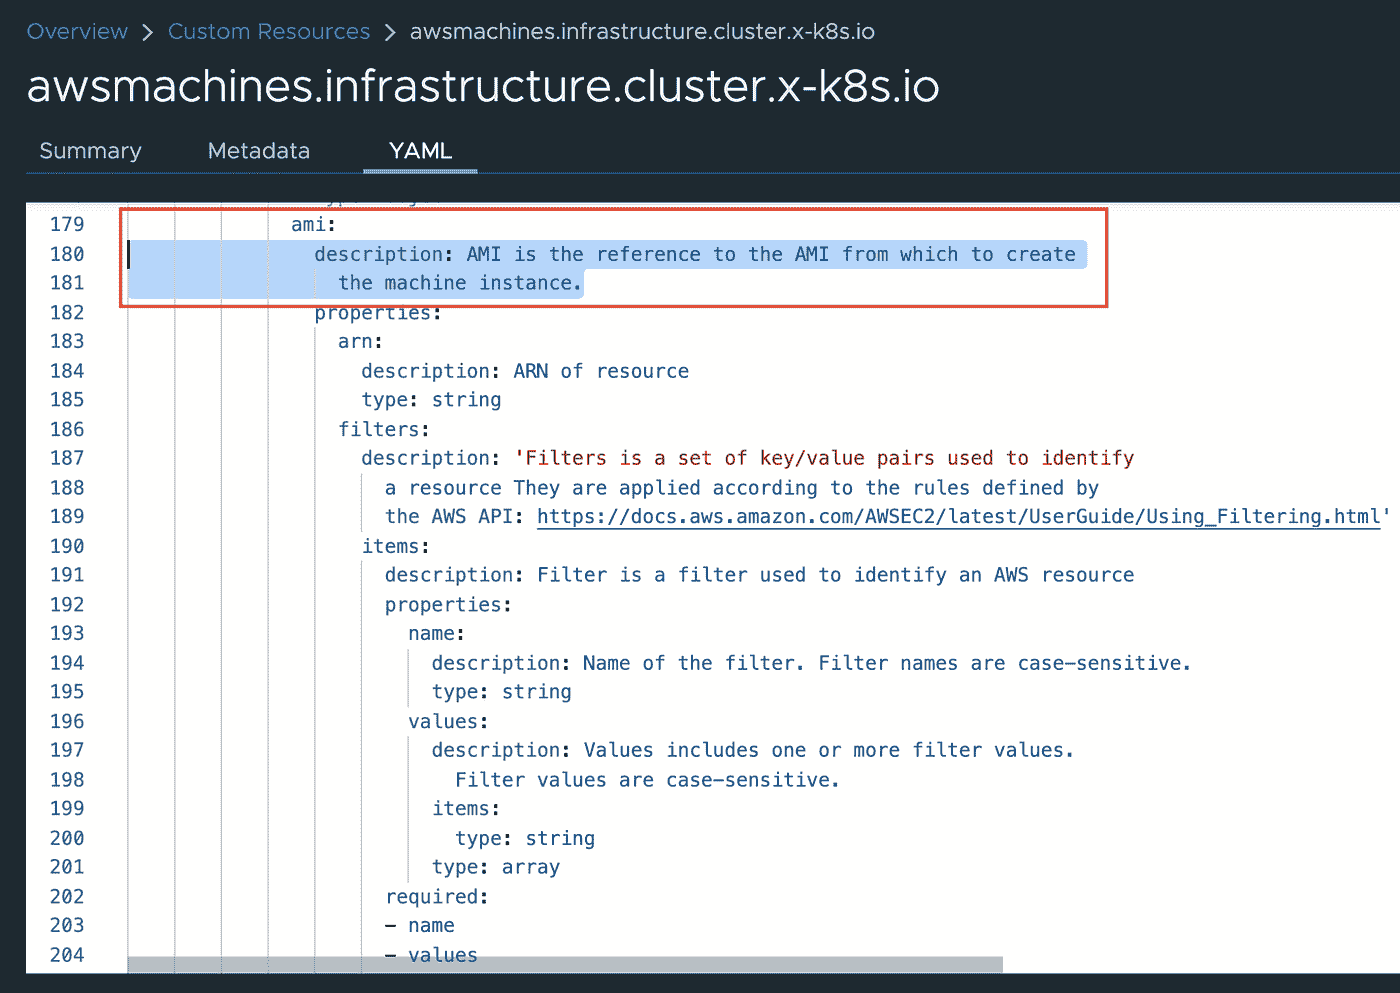 Overview > Custom Resources > awsmachines.infrastructure.cluster.x-k8s.io
awsmachines.infrastructure.cluster.x-k8s.io
Summary Metadata YAML
179 ami:
180 description: AMI is the reference to the AMI from which to create
181 the machine instance.
182 properties:
183 arn:
184 description: ARN of resource
185 type: string
186 filters:
187 description: 'Filters is a set of key/value pairs used to identify
188 a resource They are applied according to the rules defined by
189 the AWS API: https://docs.aws.amazon.com/AWSEC2/latest/UserGuide/Using_Filtering.html'
190 items:
191 description: Filter is a filter used to identify an AWS resource
192 properties:
193 name:
194 description: Name of the filter. Filter names are case-sensitive.
195 type: string
196 values:
197 description: Values includes one or more filter values.
198 Filter values are case-sensitive.
199 items:
200 type: string
201 type: array
202 required:
203 - name
204 - values